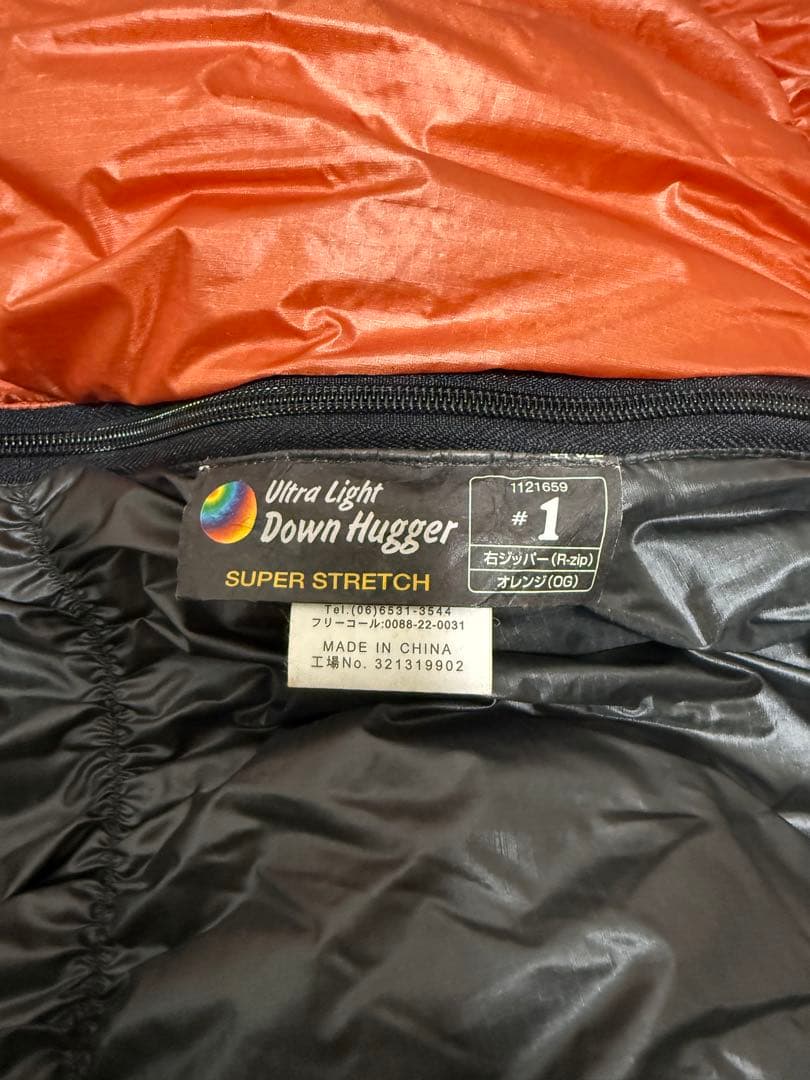 Ultra Light
Down Hugger
SUPER STRETCH
1121659
# 1
右ジッパー(R-zip)
オレンジ(OG)
Tel.(06)6531-3544
フリーコール:0088-22-0031
MADE IN CHINA
工場No. 321319902